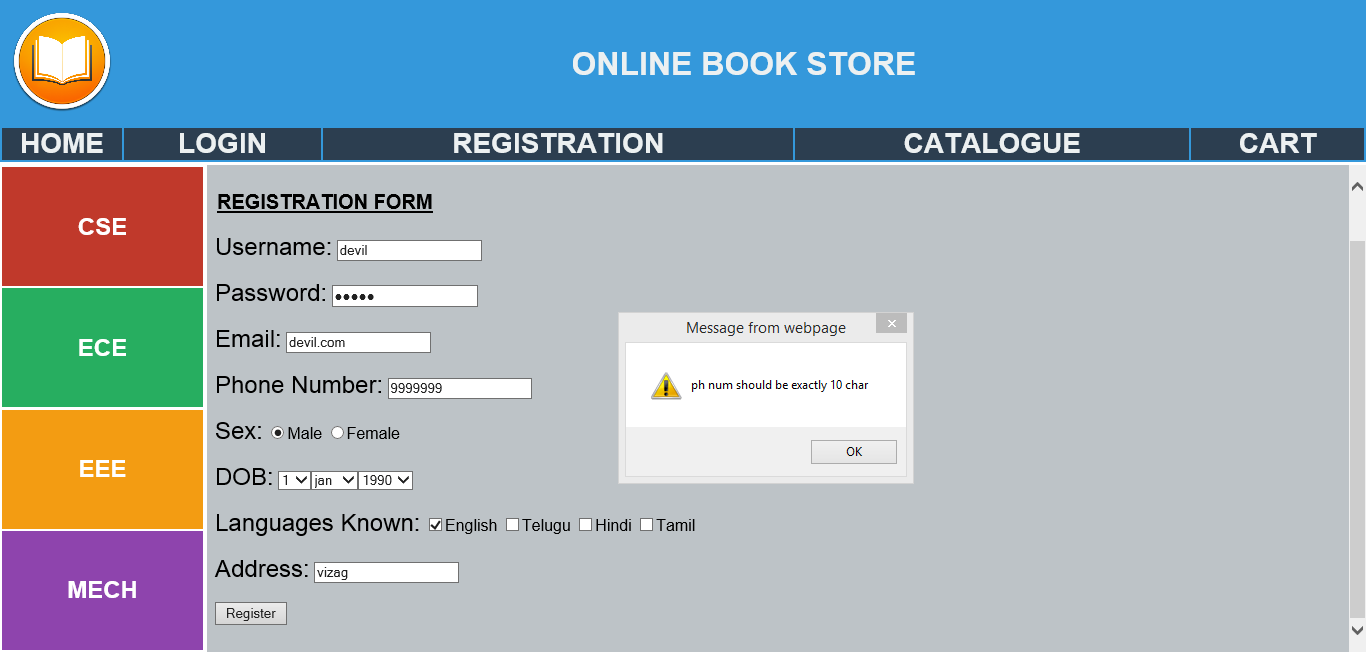 ONLINE BOOK STORE
HOME LOGIN REGISTRATION CATALOGUE CART
CSE
ECE
EEE
MECH
REGISTRATION FORM
Username: devil
Password: •••••
Email: devil.com
Phone Number: 9999999
Sex: Male Female
DOB: 1 jan 1990
Languages Known: English Telugu Hindi Tamil
Address: vizag
Register
Message from webpage
ph num should be exactly 10 char
OK